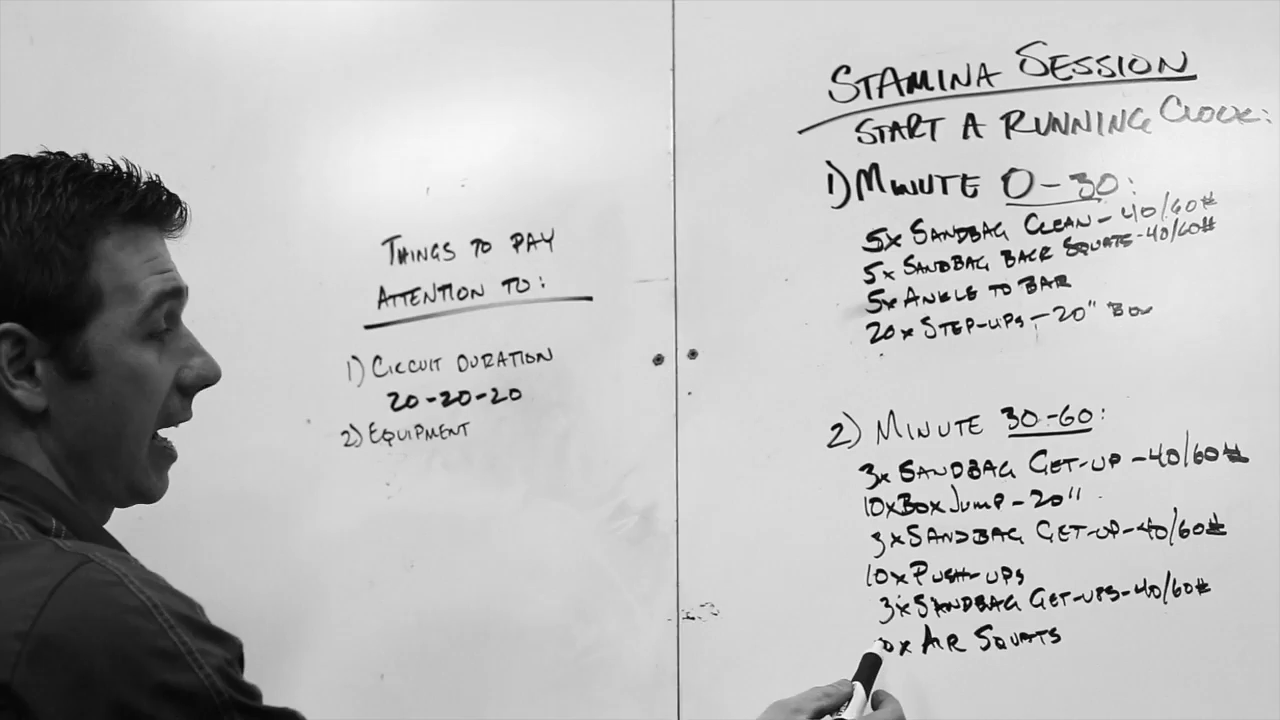 THINGS TO PAY
ATTENTION TO:
1) CIRCUIT DURATION
20-20-20
2) EQUIPMENT
STAMINA SESSION
START A RUNNING CLOCK:
1) MINUTE 0-30:
5x SANDBAG CLEAN - 40/60#
5x SANDBAG BACK SQUATS - 40/60#
5x ANKLE TO BAR
20x STEP-UPS - 20" BOX
2) MINUTE 30-60:
3x SANDBAG GET-UP - 40/60#
10x BOX JUMP - 20"
3x SANDBAG GET-UP - 40/60#
10x PUSH-UPS
3x SANDBAG GET-UPS - 40/60#
AIR SQUATS